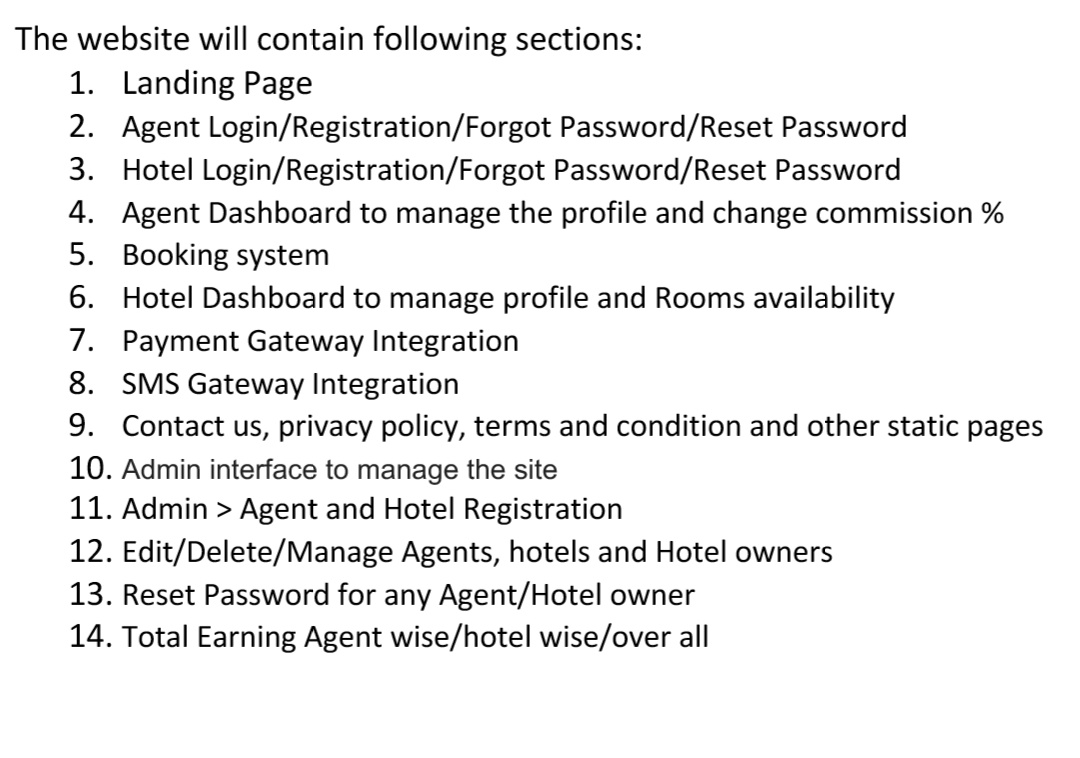 The website will contain following sections:
1. Landing Page
2. Agent Login/Registration/Forgot Password/Reset Password
3. Hotel Login/Registration/Forgot Password/Reset Password
4. Agent Dashboard to manage the profile and change commission %
5. Booking system
6. Hotel Dashboard to manage profile and Rooms availability
7. Payment Gateway Integration
8. SMS Gateway Integration
9. Contact us, privacy policy, terms and condition and other static pages
10. Admin interface to manage the site
11. Admin > Agent and Hotel Registration
12. Edit/Delete/Manage Agents, hotels and Hotel owners
13. Reset Password for any Agent/Hotel owner
14. Total Earning Agent wise/hotel wise/over all